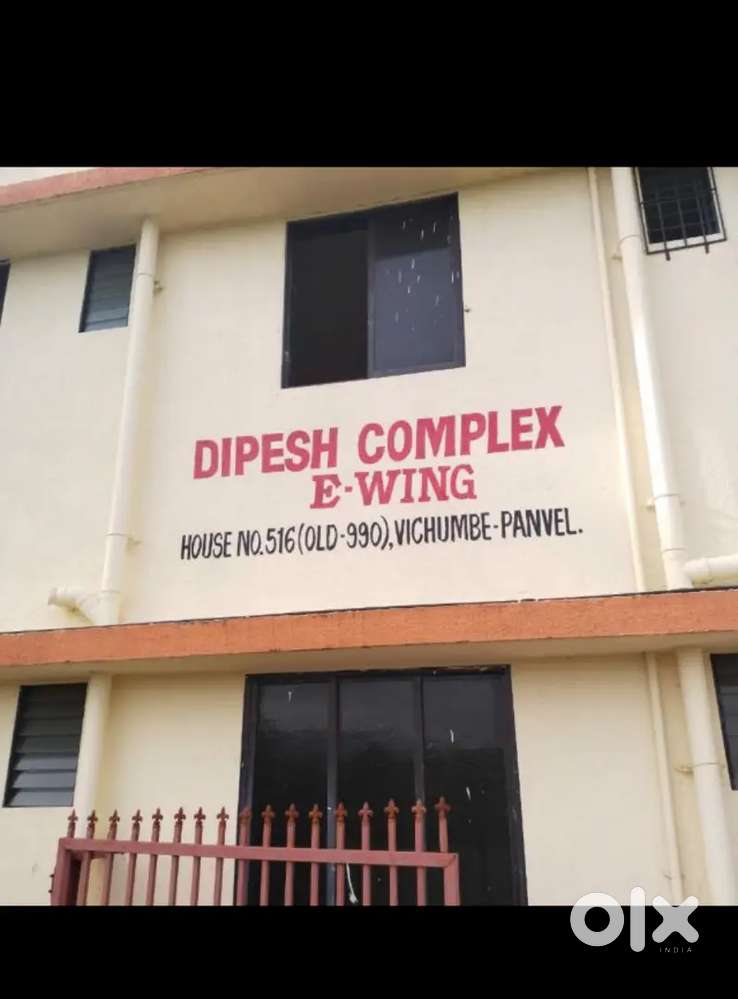 DIPESH COMPLEX
E-WING
HOUSE NO.516(OLD-990),VICHUMBE-PANVEL.
olx
INDIA